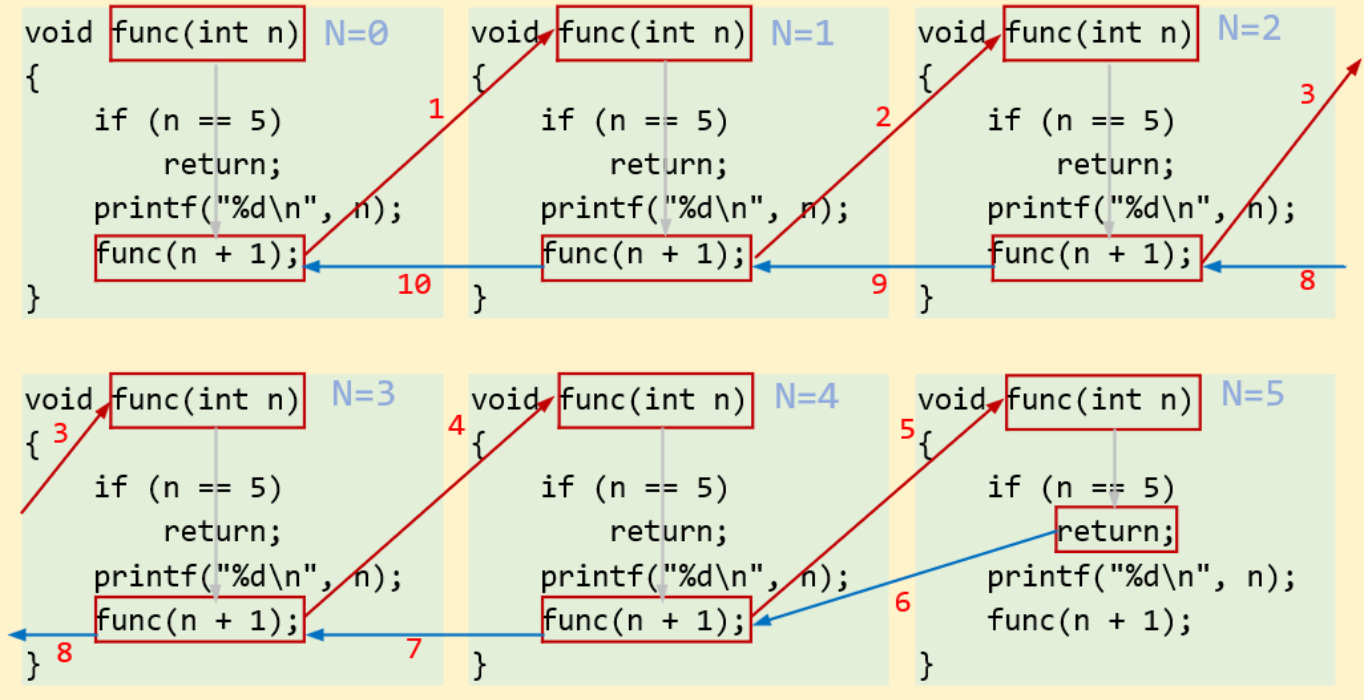 void func(int n) N=0
{
if (n == 5)
return;
printf("%d\n", n);
func(n + 1);
}
1
10
void func(int n) N=1
{
if (n == 5)
return;
printf("%d\n", n);
func(n + 1);
}
2
9
void func(int n) N=2
{
if (n == 5)
return;
printf("%d\n", n);
func(n + 1);
}
3
8
void func(int n) N=3
3
{
if (n == 5)
return;
printf("%d\n", n);
func(n + 1);
8
}
4
7
void func(int n) N=4
{
if (n == 5)
return;
printf("%d\n", n);
func(n + 1);
}
5
6
void func(int n) N=5
{
if (n == 5)
return;
printf("%d\n", n);
func(n + 1);
}